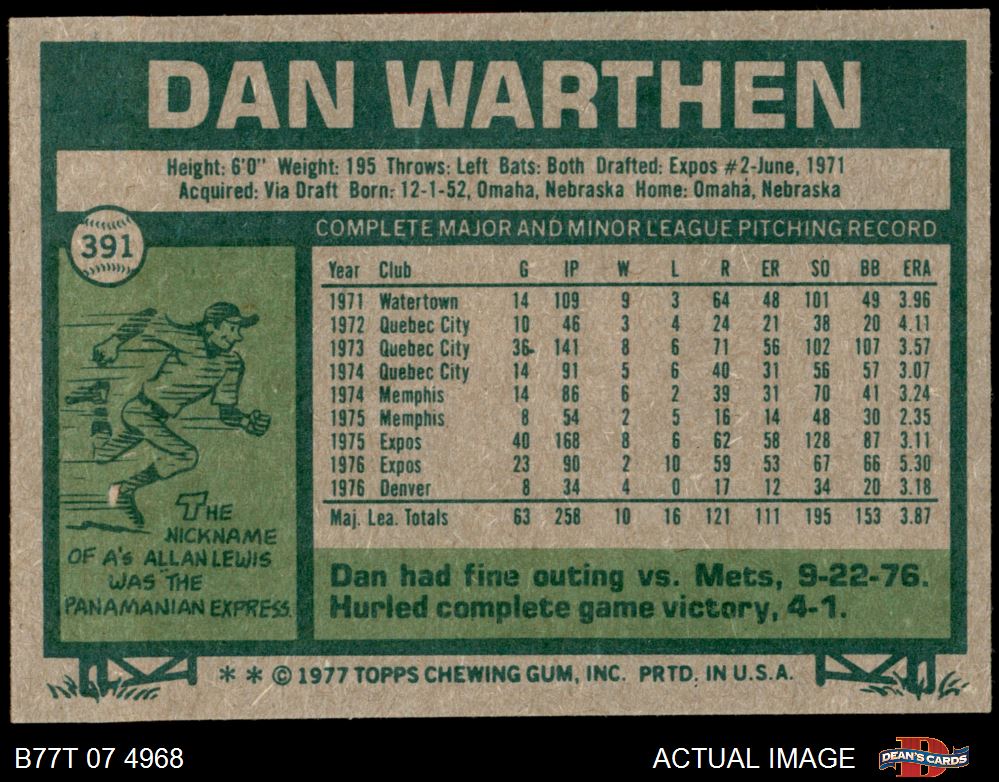 DAN WARTHEN
Height: 6'0" Weight: 195 Throws: Left Bats: Both Drafted: Expos #2-June, 1971
Acquired: Via Draft Born: 12-1-52, Omaha, Nebraska Home: Omaha, Nebraska
391
COMPLETE MAJOR AND MINOR LEAGUE PITCHING RECORD
Year Club G IP W L R ER SO BB ERA
1971 Watertown 14 109 9 3 64 48 101 49 3.96
1972 Quebec City 10 46 3 4 24 21 38 20 4.11
1973 Quebec City 36 141 8 6 71 56 102 107 3.57
1974 Quebec City 14 91 5 6 40 31 56 57 3.07
1974 Memphis 14 86 6 2 39 31 70 41 3.24
1975 Memphis 8 54 2 5 16 14 48 30 2.35
1975 Expos 40 168 8 6 62 58 128 87 3.11
1976 Expos 23 90 2 10 59 53 67 66 5.30
1976 Denver 8 34 4 0 17 12 34 20 3.18
Maj. Lea. Totals 63 258 10 16 121 111 195 153 3.87
THE
NICKNAME
OF A's ALLAN LEWIS
WAS THE
PANAMANIAN EXPRESS.
Dan had fine outing vs. Mets, 9-22-76.
Hurled complete game victory, 4-1.
* * © 1977 TOPPS CHEWING GUM, INC. PRTD. IN U.S.A.
B77T 07 4968
ACTUAL IMAGE
D
DEAN'S CARDS